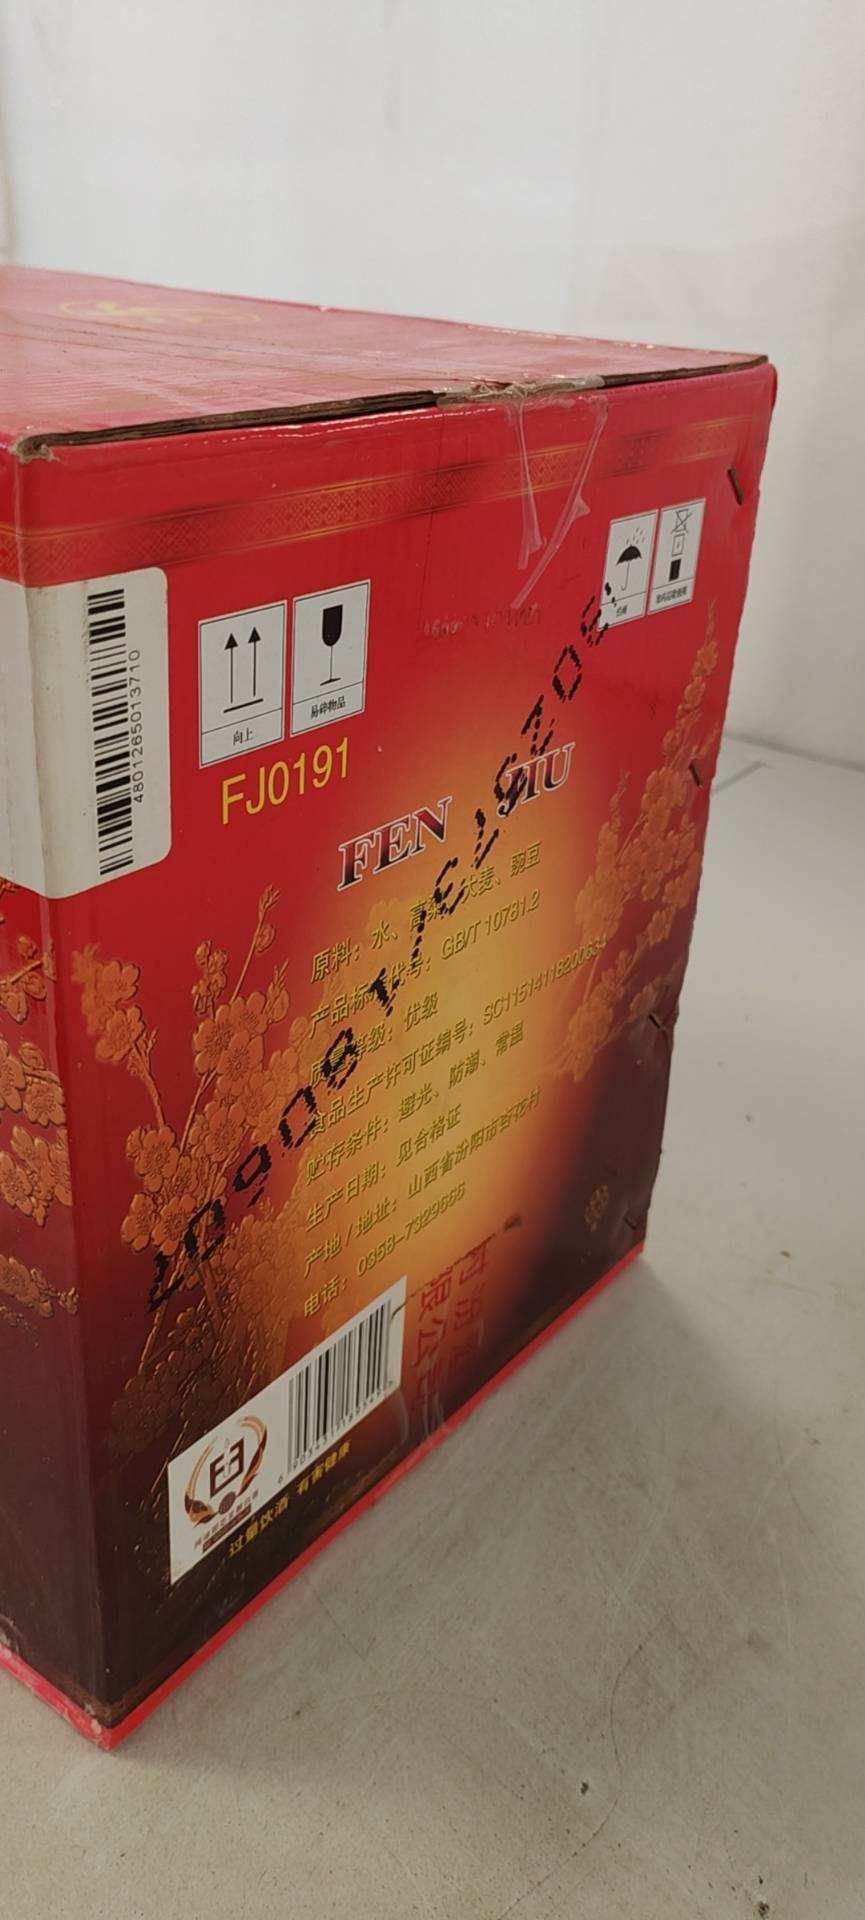 4801265013710
向上
易碎物品
FJ0191
FEN JIU
原料：水、高粱、大麦、豌豆
产品标准代号：GB/T 10781.2
质量等级：优级
食品生产许可证编号：SC11514118200634
贮存条件：避光、防潮、常温
生产日期：见合格证
产地/地址：山西省汾阳市杏花村
电话：0358-7329666
过量饮酒 有害健康